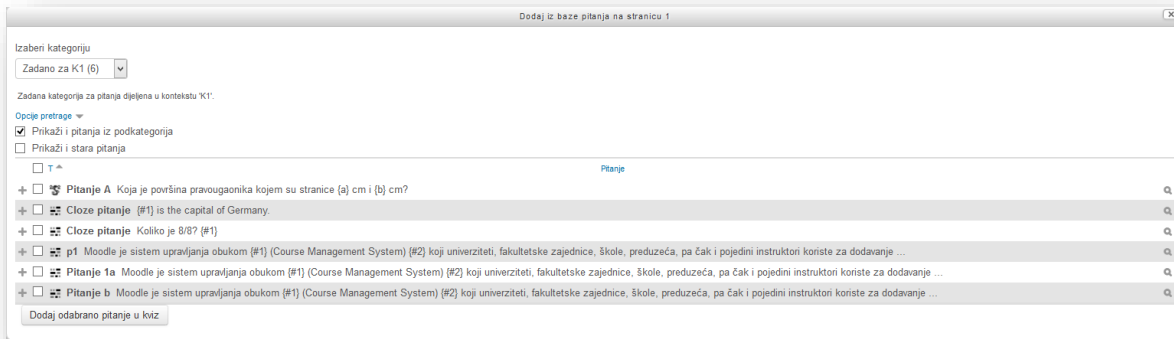 Dodaj iz baze pitanja na stranicu 1
Izaberi kategoriju
Zadano za K1 (6)
Zadana kategorija za pitanja dijeljena u kontekstu 'K1'.
Opcije pretrage
Prikaži i pitanja iz podkategorija
Prikaži i stara pitanja
T Pitanje
Pitanje A Koja je površina pravougaonika kojem su stranice {a} cm i {b} cm?
Cloze pitanje {#1} is the capital of Germany.
Cloze pitanje Koliko je 8/8? {#1}
p1 Moodle je sistem upravljanja obukom {#1} (Course Management System) {#2} koji univerziteti, fakultetske zajednice, škole, preduzeća, pa čak i pojedini instruktori koriste za dodavanje ...
Pitanje 1a Moodle je sistem upravljanja obukom {#1} (Course Management System) {#2} koji univerziteti, fakultetske zajednice, škole, preduzeća, pa čak i pojedini instruktori koriste za dodavanje ...
Pitanje b Moodle je sistem upravljanja obukom {#1} (Course Management System) {#2} koji univerziteti, fakultetske zajednice, škole, preduzeća, pa čak i pojedini instruktori koriste za dodavanje ...
Dodaj odabrano pitanje u kviz